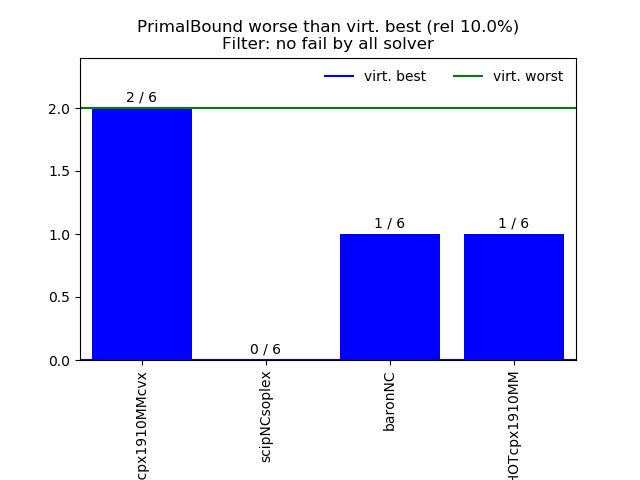 PrimalBound worse than virt. best (rel 10.0%)
Filter: no fail by all solver
virt. best
virt. worst
2 / 6
0 / 6
1 / 6
1 / 6
2.0
1.5
1.0
0.5
0.0
cpx1910MMcvx
scipNCsoplex
baronNC
HOTcpx1910MM